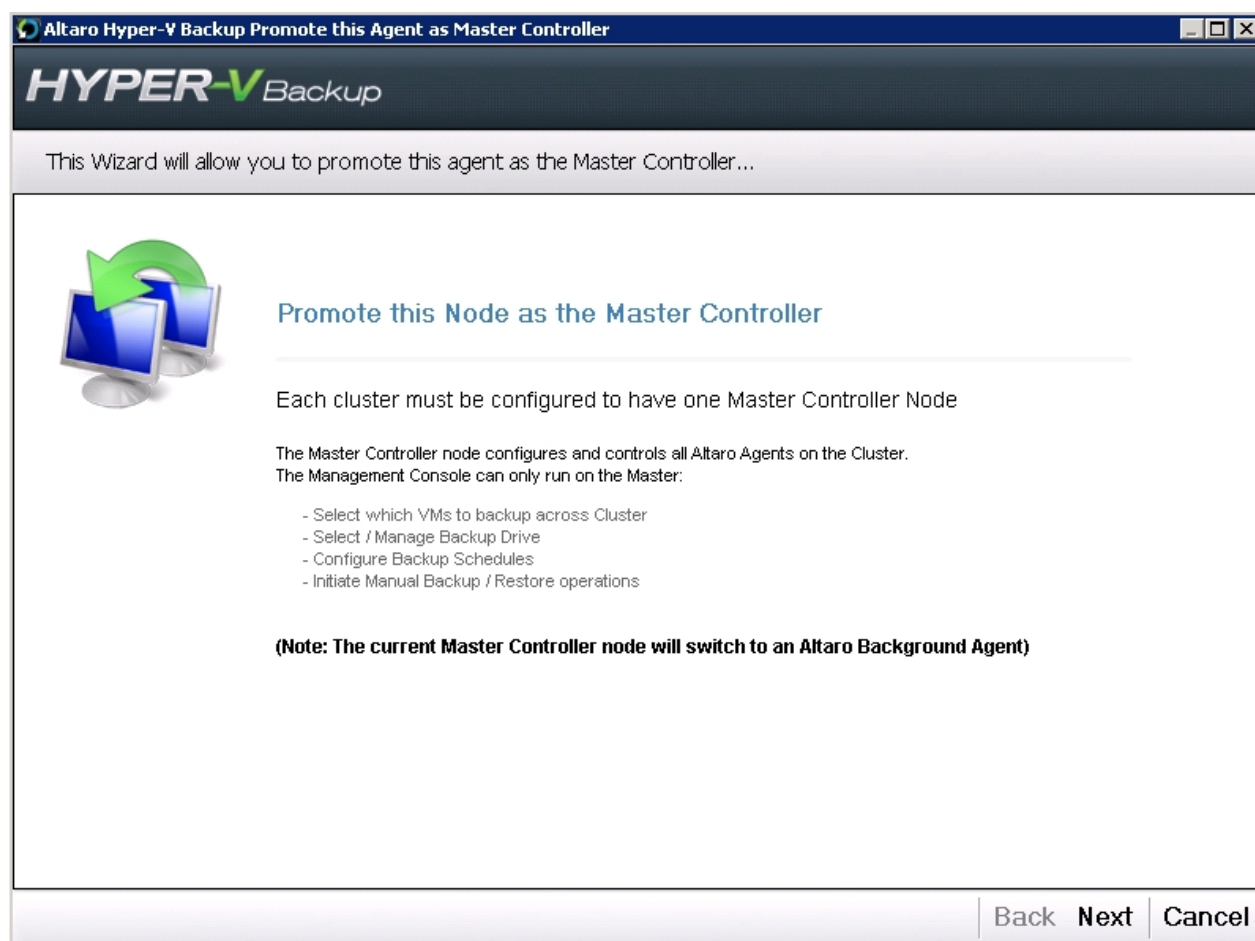 Altaro Hyper-V Backup Promote this Agent as Master Controller
HYPER-V Backup
This Wizard will allow you to promote this agent as the Master Controller...
Promote this Node as the Master Controller
Each cluster must be configured to have one Master Controller Node
The Master Controller node configures and controls all Altaro Agents on the Cluster.
The Management Console can only run on the Master:
- Select which VMs to backup across Cluster
- Select / Manage Backup Drive
- Configure Backup Schedules
- Initiate Manual Backup / Restore operations
(Note: The current Master Controller node will switch to an Altaro Background Agent)
Back Next Cancel